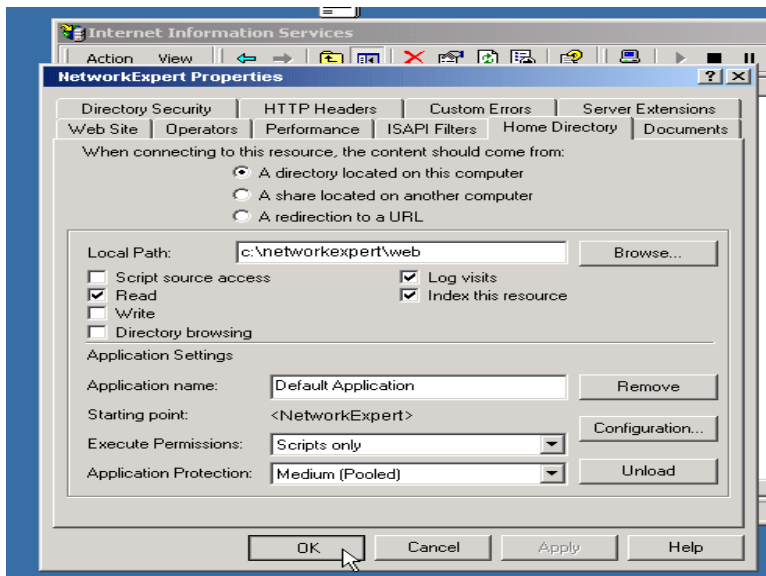 Internet Information Services
Action View
NetworkExpert Properties
Directory Security HTTP Headers Custom Errors Server Extensions
Web Site Operators Performance ISAPI Filters Home Directory Documents
When connecting to this resource, the content should come from:
A directory located on this computer
A share located on another computer
A redirection to a URL
Local Path: c:\networkexpert\web Browse...
Script source access Log visits
Read Index this resource
Write
Directory browsing
Application Settings
Application name: Default Application Remove
Starting point: <NetworkExpert>
Configuration...
Execute Permissions: Scripts only
Application Protection: Medium (Pooled) Unload
OK Cancel Apply Help